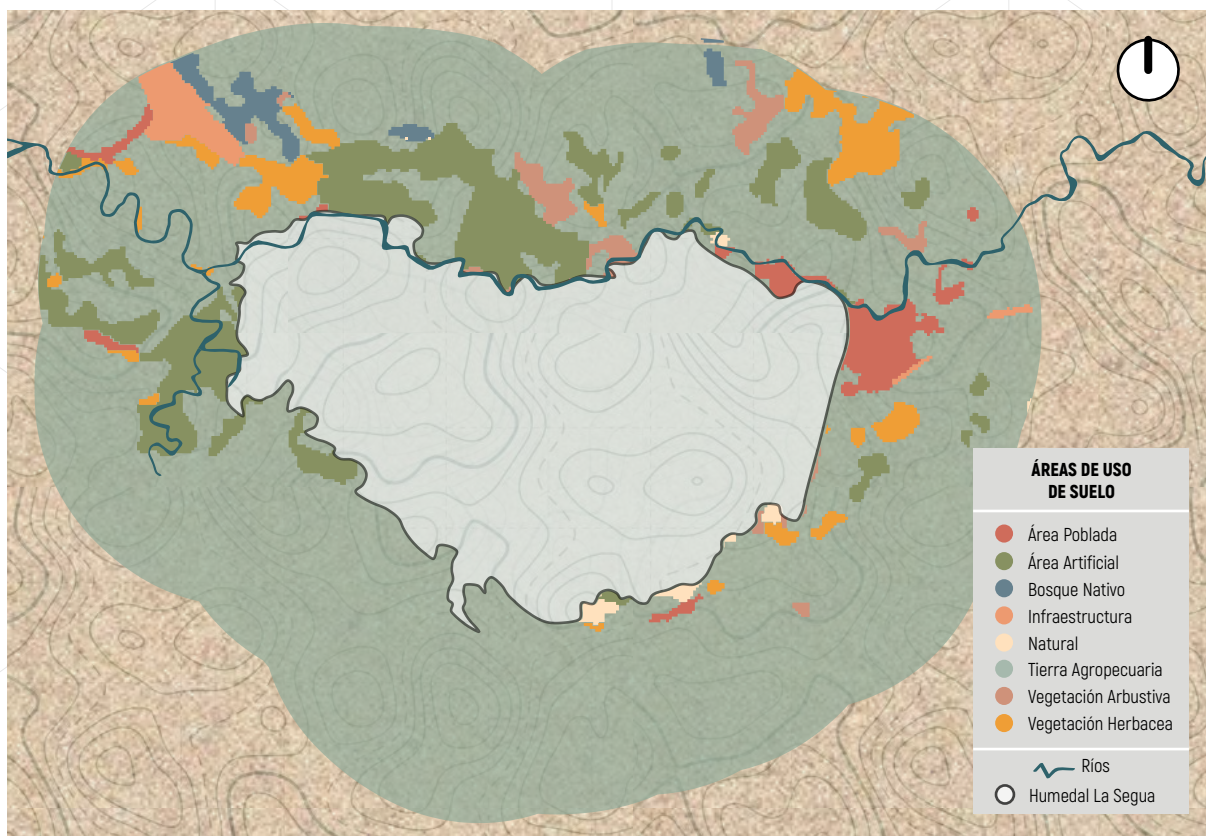 ÁREAS DE USO
DE SUELO
Área Poblada
Área Artificial
Bosque Nativo
Infraestructura
Natural
Tierra Agropecuaria
Vegetación Arbustiva
Vegetación Herbacea
Ríos
Humedal La Segua